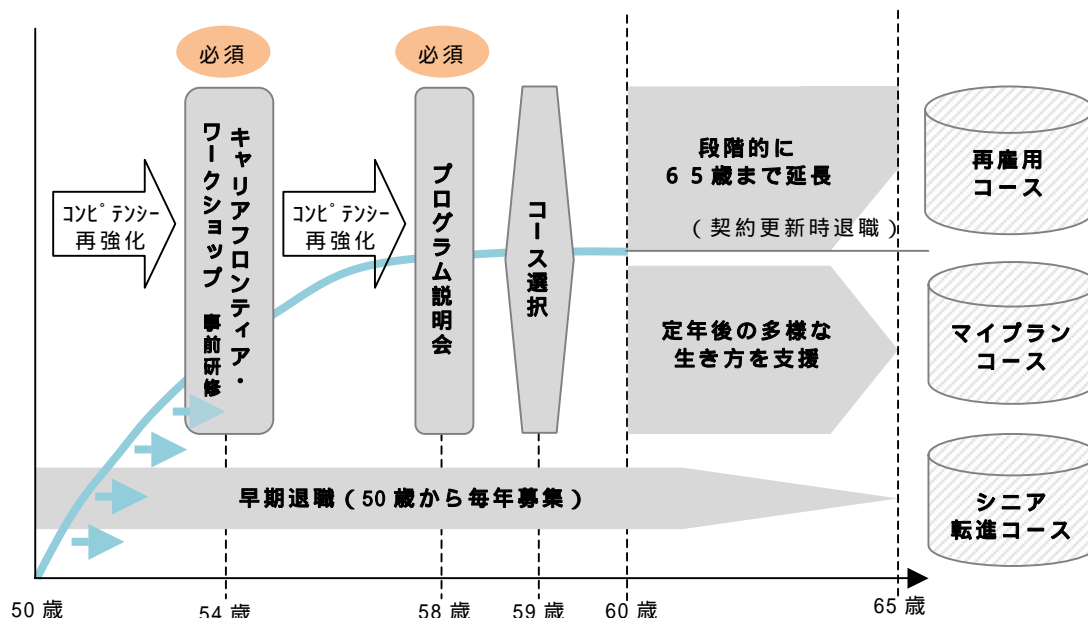 必須
必須
コンピテンシー
再強化
キャリアフロンティア・
ワークショップ 事前研修
コンピテンシー
再強化
プログラム説明会
コース選択
段階的に
65歳まで延長
（契約更新時退職）
再雇用
コース
定年後の多様な
生き方を支援
マイプラン
コース
早期退職（50歳から毎年募集）
シニア
転進コース
50歳
54歳
58歳
59歳
60歳
65歳